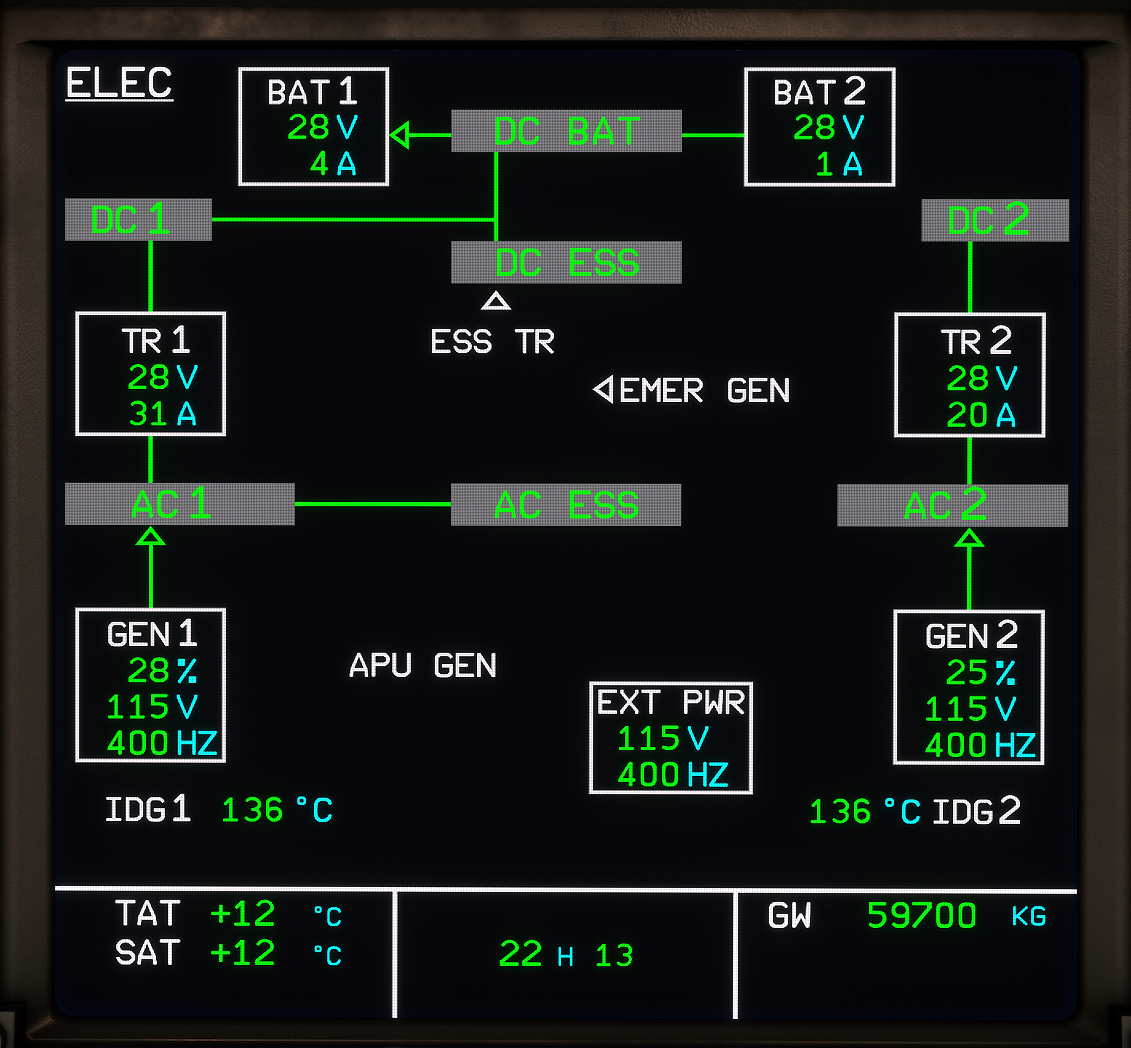 ELEC
BAT 1
28 V
4 A
DC BAT
BAT 2
28 V
1 A
DC 1
DC 2
DC ESS
TR 1
28 V
31 A
ESS TR
EMER GEN
TR 2
28 V
20 A
AC 1
AC ESS
AC 2
GEN 1
28 %
115 V
400 HZ
APU GEN
EXT PWR
115 V
400 HZ
GEN 2
25 %
115 V
400 HZ
IDG 1 136 °C
136 °C IDG 2
TAT +12 °C
SAT +12 °C
22 H 13
GW 59700 KG